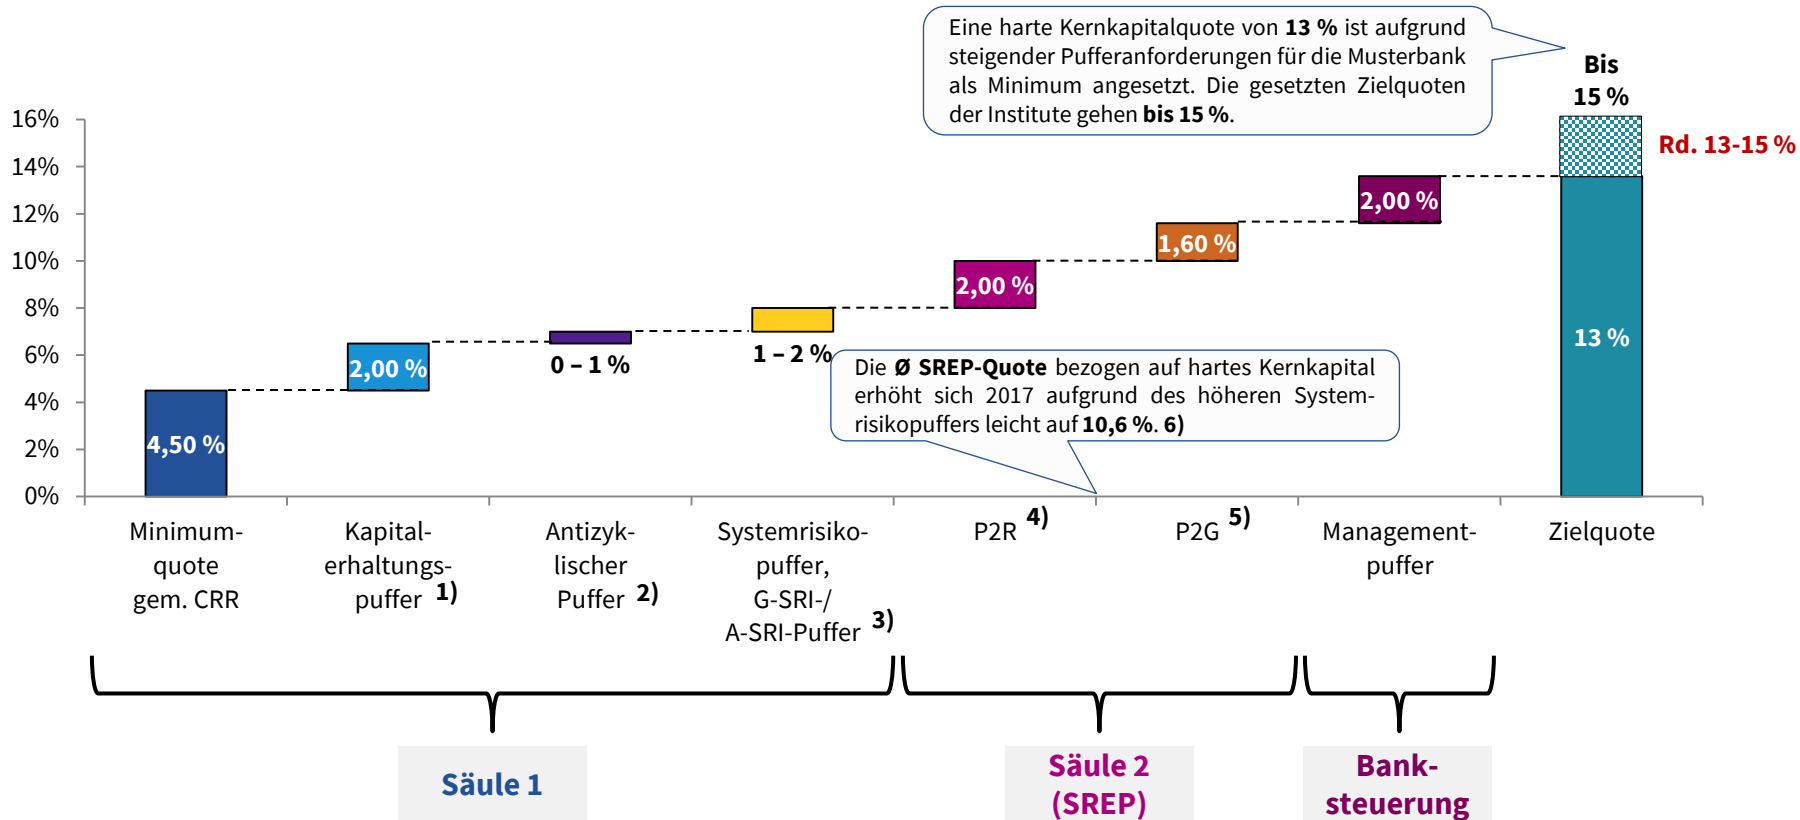 Eine harte Kernkapitalquote von 13 % ist aufgrund
steigender Pufferanforderungen für die Musterbank
als Minimum angesetzt. Die gesetzten Zielquoten
der Institute gehen bis 15 %.
Bis
15 %
Rd. 13-15 %
16%
14%
12%
10%
8%
6%
4%
2%
0%
4,50 %
2,00 %
0 – 1 %
1 – 2 %
2,00 %
1,60 %
2,00 %
13 %
Die Ø SREP-Quote bezogen auf hartes Kernkapital
erhöht sich 2017 aufgrund des höheren System-
risikopuffers leicht auf 10,6 %. 6)
Minimum-
quote
gem. CRR
Kapital-
erhaltungs-
puffer 1)
Antizyk-
lischer
Puffer 2)
Systemrisiko-
puffer,
G-SRI-/
A-SRI-Puffer 3)
P2R 4)
P2G 5)
Management-
puffer
Zielquote
Säule 1
Säule 2
(SREP)
Bank-
steuerung